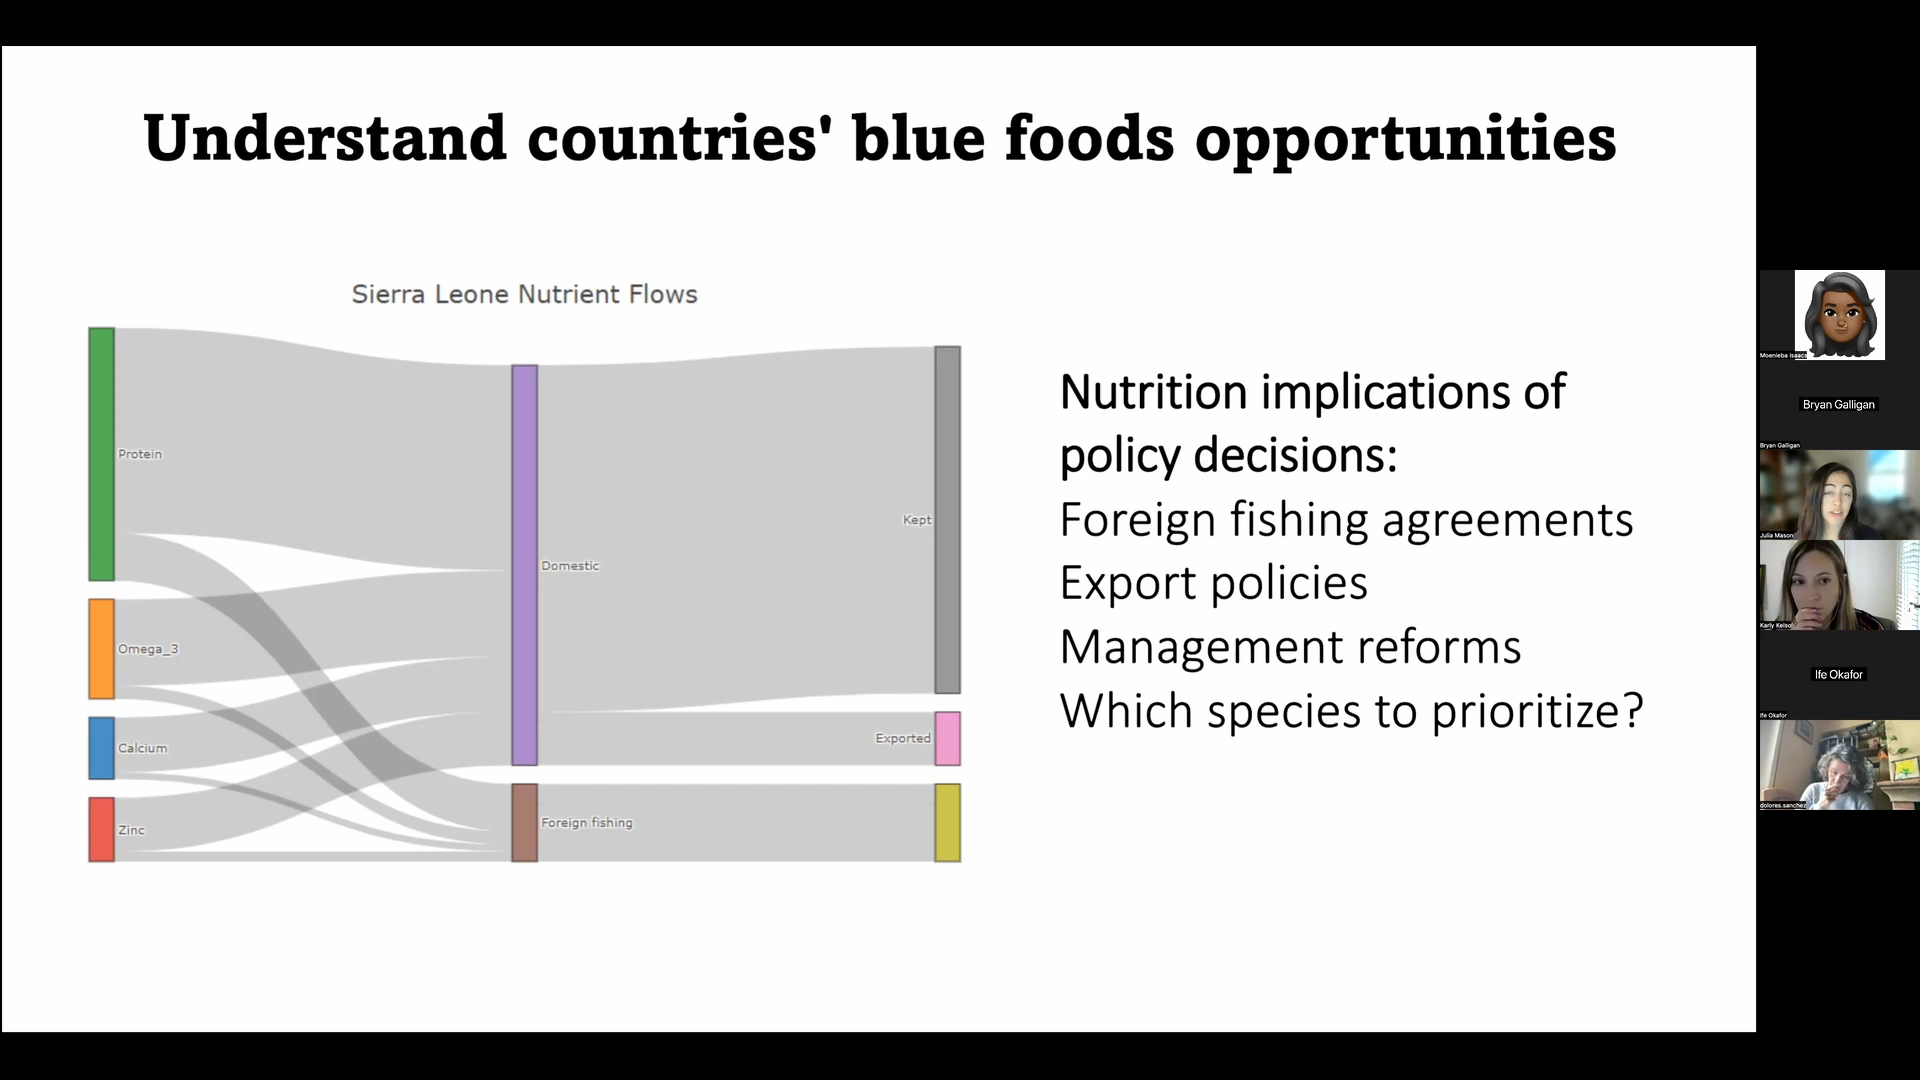 Understand countries' blue foods opportunities
Sierra Leone Nutrient Flows
Protein
Omega_3
Calcium
Zinc
Domestic
Foreign fishing
Kept
Exported
Nutrition implications of
policy decisions:
Foreign fishing agreements
Export policies
Management reforms
Which species to prioritize?
Moenieba Isaacs
Bryan Galligan
Bryan Galligan
Julia Mason
Karly Kelso
Ife Okafor
Ife Okafor
dolores.sanchez